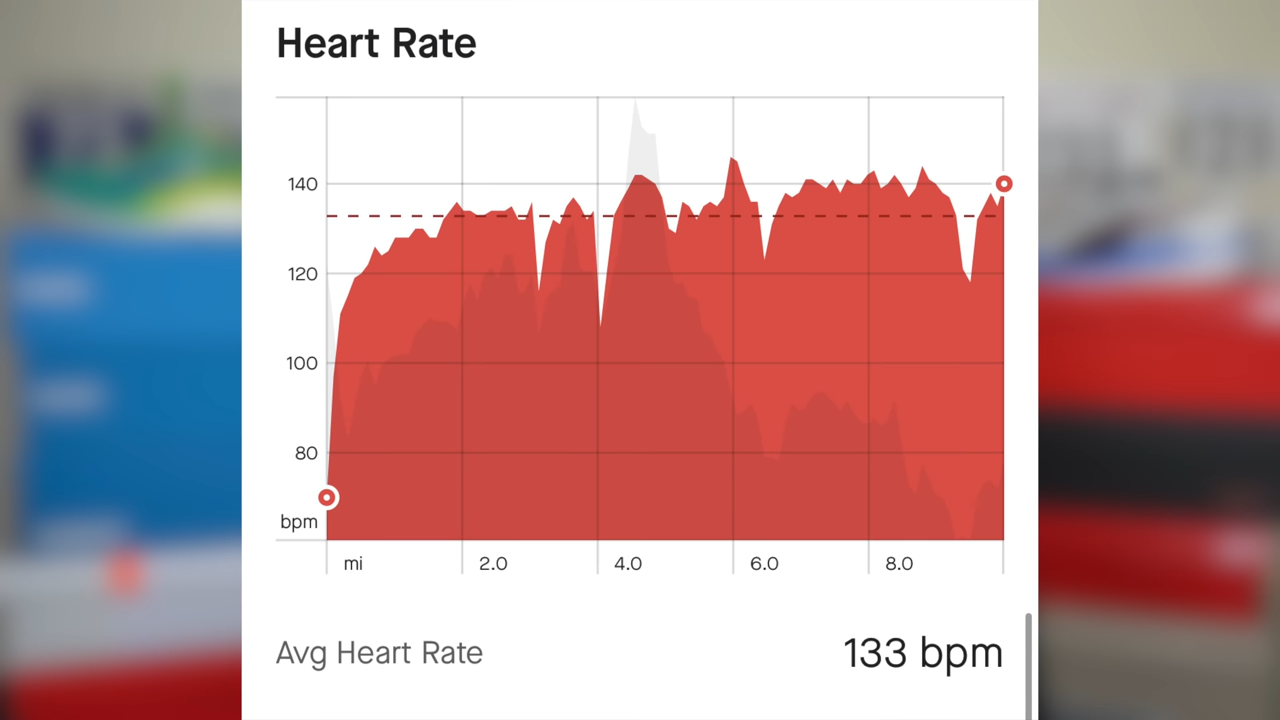 Heart Rate
140
120
100
80
bpm
mi 2.0 4.0 6.0 8.0
Avg Heart Rate 133 bpm